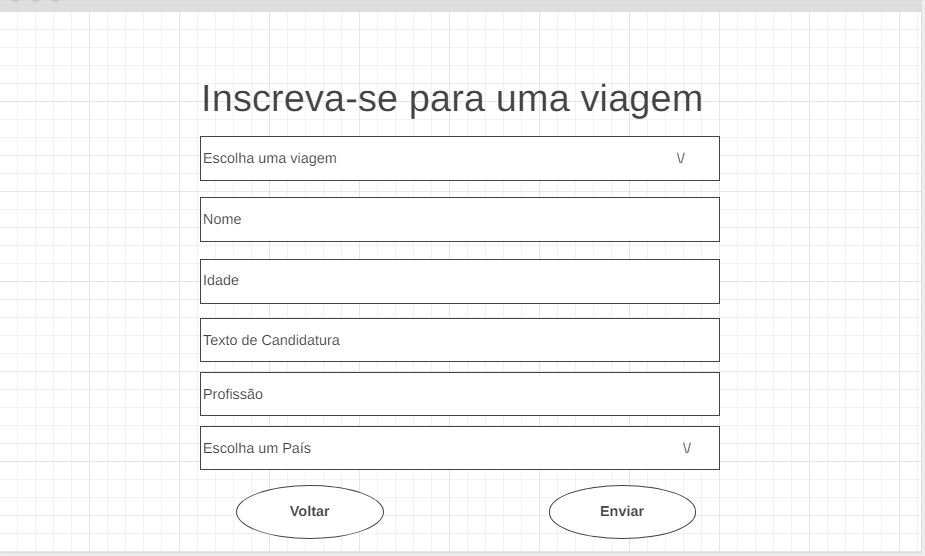 Inscreva-se para uma viagem
Escolha uma viagem \/
Nome
Idade
Texto de Candidatura
Profissão
Escolha um País \/
Voltar
Enviar